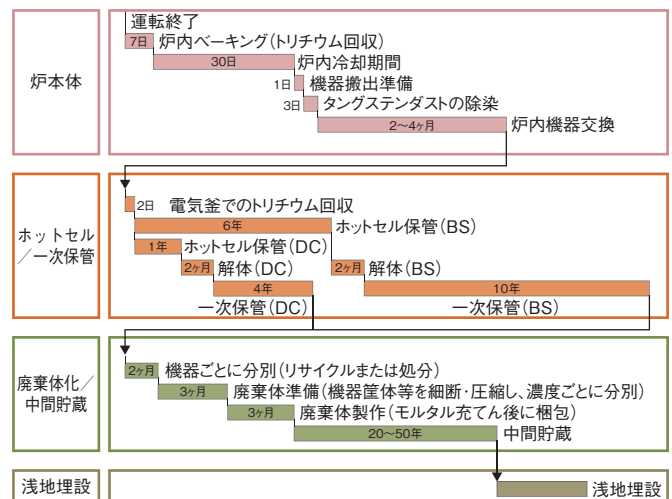 運転終了
7日 炉内ベーキング(トリチウム回収)
30日 炉内冷却期間
炉本体
1日 機器搬出準備
3日 タングステンダストの除染
2〜4ヶ月 炉内機器交換
2日 電気釜でのトリチウム回収
6年 ホットセル保管(BS)
ホットセル
/一次保管
1年 ホットセル保管(DC)
2ヶ月 解体(DC) 2ヶ月 解体(BS)
4年 10年
一次保管(DC) 一次保管(BS)
廃棄体化/
中間貯蔵
2ヶ月 機器ごとに分別(リサイクルまたは処分)
3ヶ月 廃棄体準備(機器筐体等を細断・圧縮し、濃度ごとに分別)
3ヶ月 廃棄体製作(モルタル充てん後に梱包)
20〜50年 中間貯蔵
浅地埋設 浅地埋設